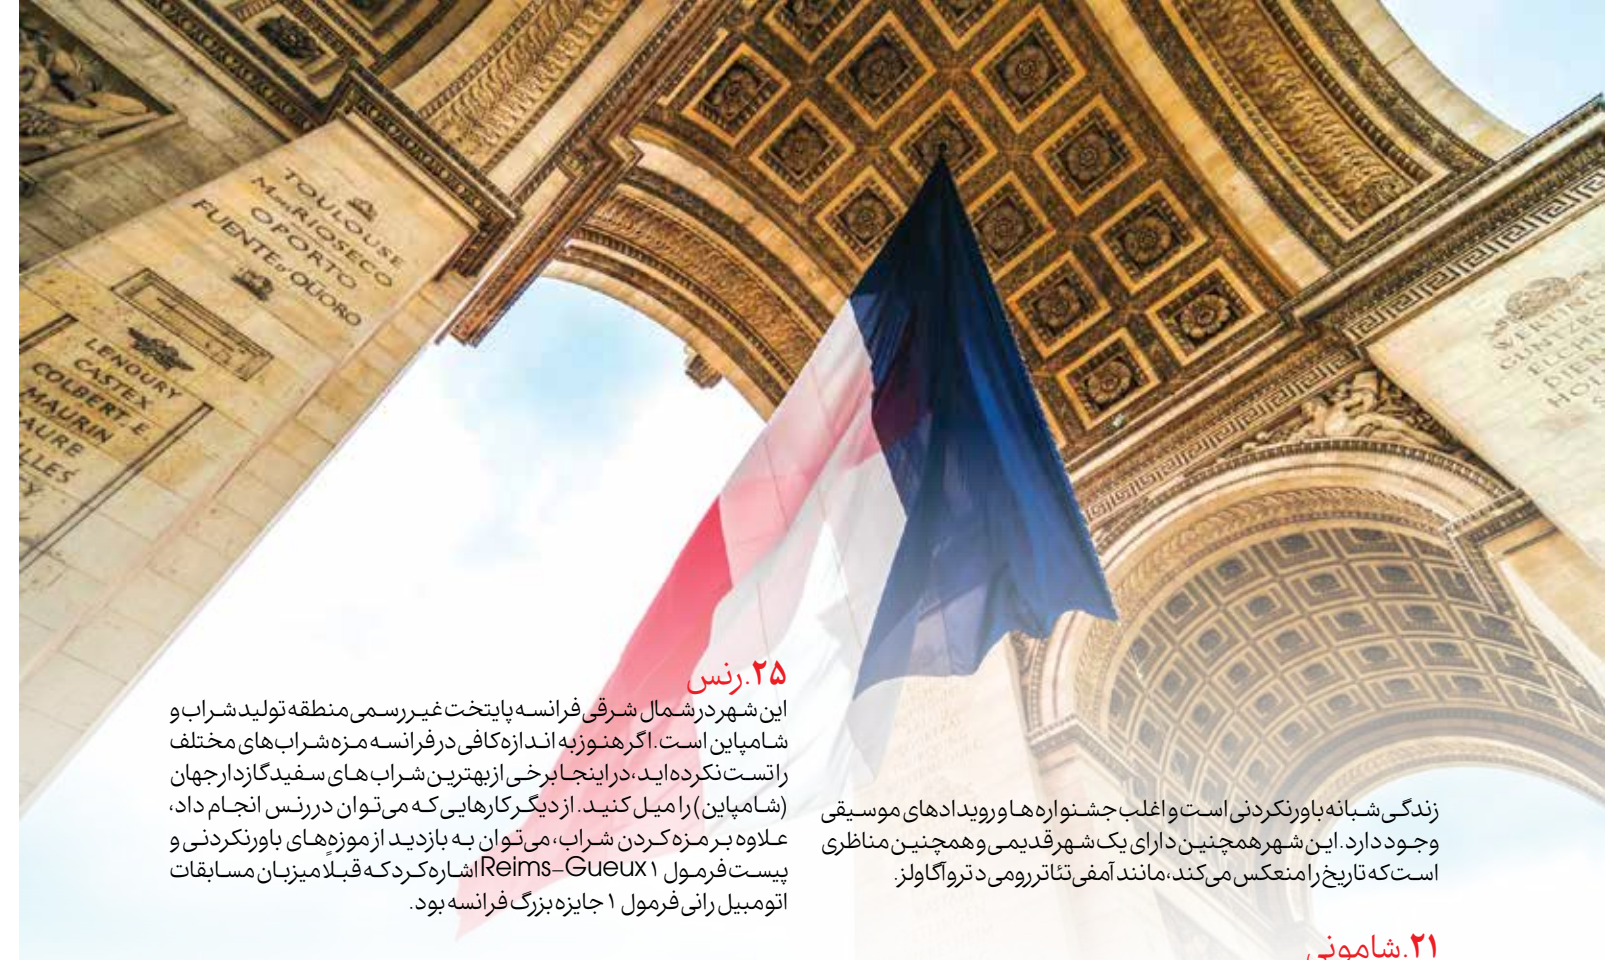 TOULOUSE
OPORTO
LENOURY
CASTEX
COLBERT. E.
MAURIN
زندگی شبانه باورنکردنی است و اغلب جشنواره‌ها و رویدادهای موسیقی
وجود دارد. این شهر همچنین دارای یک شهر قدیمی و همچنین مناظری
است که تاریخ را منعکس می‌کند، مانند آمفی تئاتر رومی د تروآ گاولز.
۲۱.شامونی
۲۵.رنس
این شهر در شمال شرقی فرانسه پایتخت غیررسمی منطقه تولید شراب و
شامپاین است. اگر هنوز به اندازه کافی در فرانسه مزه شراب‌های مختلف
را تست نکرده‌اید، در اینجا برخی از بهترین شراب‌های سفید گازدار جهان
(شامپاین) را میل کنید. از دیگر کارهایی که می‌توان در رنس انجام داد،
علاوه بر مزه کردن شراب، می‌توان به بازدید از موزه‌های باورنکردنی و
پیست فرمول ۱ Reims-Gueux اشاره کرد که قبلاً میزبان مسابقات
اتومبیل رانی فرمول ۱ جایزه بزرگ فرانسه بود.